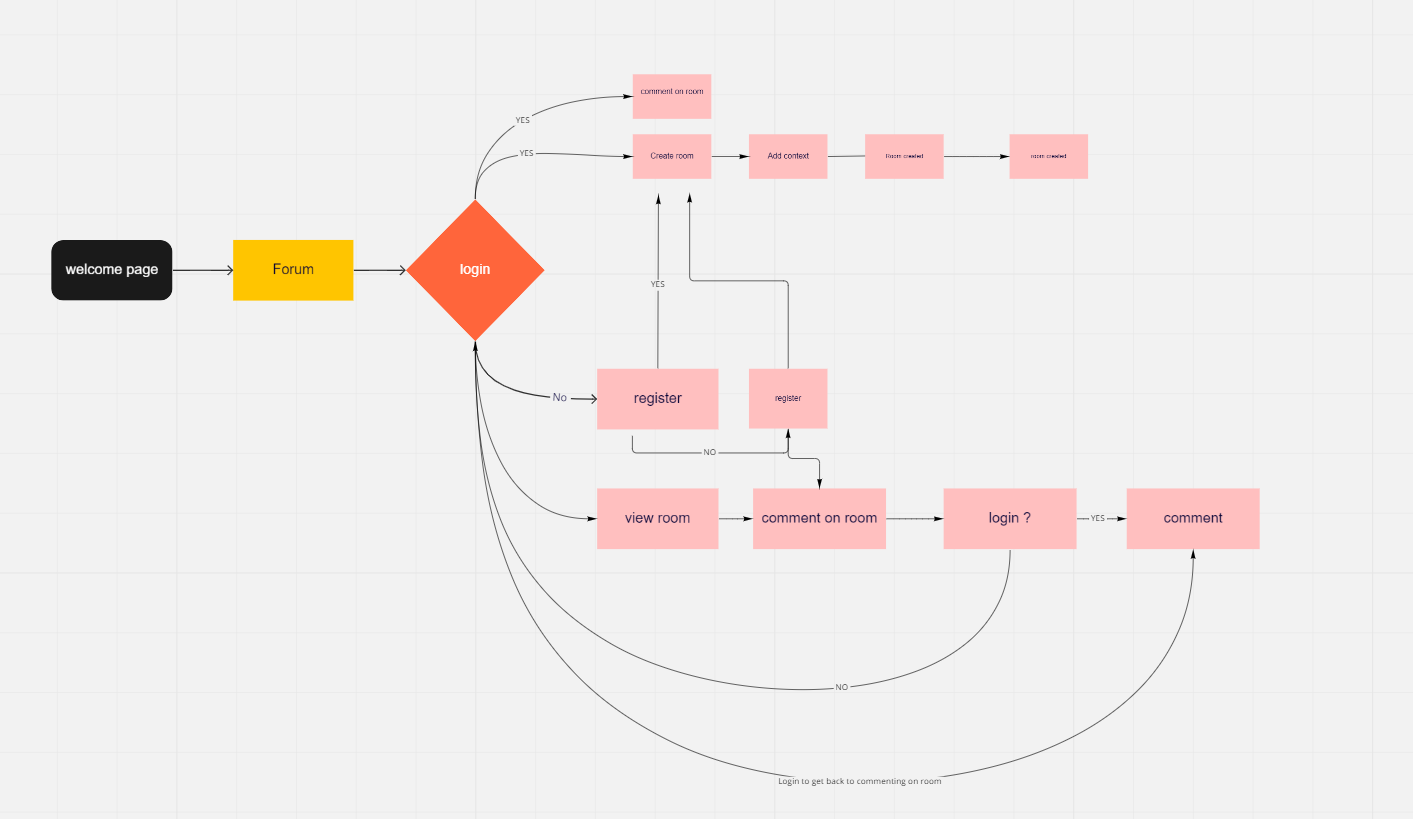 comment on room
YES
YES
Create room
Add context
Room created
room created
welcome page
Forum
login
YES
No
register
register
NO
view room
comment on room
login ?
YES
comment
NO
Login to get back to commenting on room